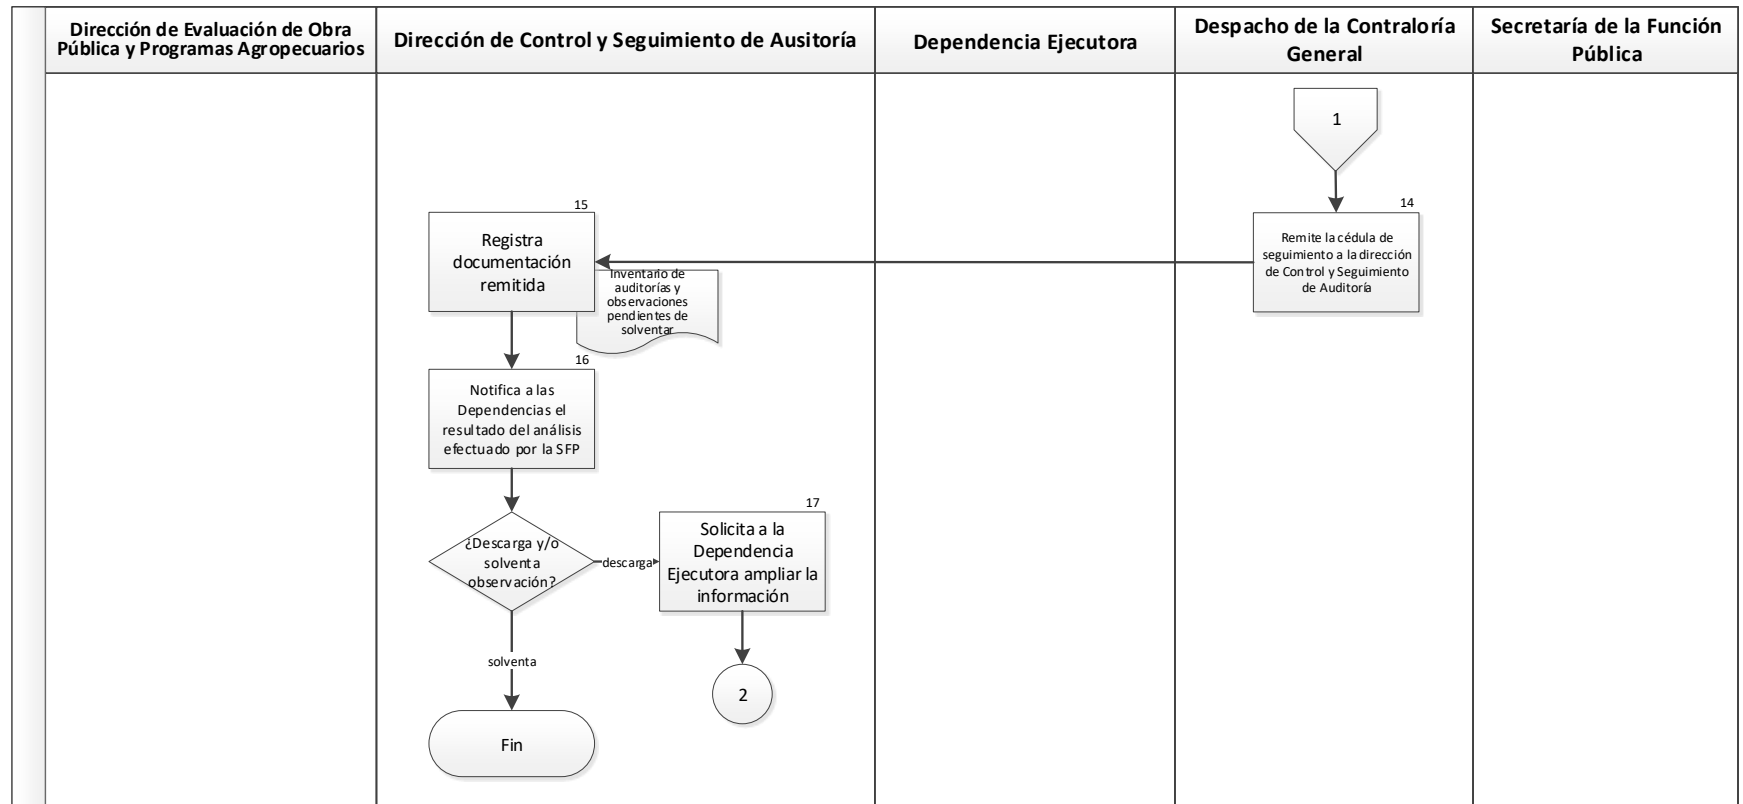 Dirección de Evaluación de Obra
Pública y Programas Agropecuarios
Dirección de Control y Seguimiento de Ausitoría
Dependencia Ejecutora
Despacho de la Contraloría
General
Secretaría de la Función
Pública
1
14
Remite la cédula de
seguimiento a la dirección
de Control y Seguimiento
de Auditoría
15
Registra
documentación
remitida
Inventario de
auditorías y
observaciones
pendientes de
solventar
16
Notifica a las
Dependencias el
resultado del análisis
efectuado por la SFP
¿Descarga y/o
solventa
observación?
descarga
17
Solicita a la
Dependencia
Ejecutora ampliar la
información
solventa
2
Fin